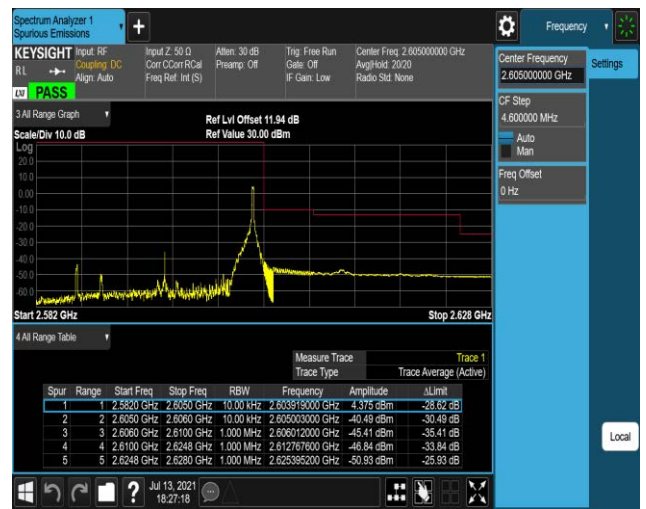 Spectrum Analyzer 1
Spurious Emissions
Frequency
KEYSIGHT Input: RF Input Z: 50 Ω Atten: 30 dB Trig: Free Run Center Freq: 2.605000000 GHz
R L Coupling: DC Corr CCorr RCal Preamp: Off Gate: Off Avg|Hold: 20/20
Align: Auto Freq Ref: Int (S) IF Gain: Low Radio Std: None
LXI PASS
Center Frequency
2.605000000 GHz
Settings
CF Step
4.600000 MHz
Auto
Man
Freq Offset
0 Hz
3 All Range Graph
Ref Lvl Offset 11.94 dB
Scale/Div 10.0 dB Ref Value 30.00 dBm
Log
20.0
10.0
0.00
-10.0
-20.0
-30.0
-40.0
-50.0
-60.0
Start 2.582 GHz Stop 2.628 GHz
4 All Range Table
Measure Trace Trace 1
Trace Type Trace Average (Active)
Spur Range Start Freq Stop Freq RBW Frequency Amplitude ΔLimit
1 1 2.5820 GHz 2.6050 GHz 10.00 kHz 2.603919000 GHz 4.375 dBm -28.62 dB
2 2 2.6050 GHz 2.6060 GHz 10.00 kHz 2.605003000 GHz -40.49 dBm -30.49 dB
3 3 2.6060 GHz 2.6100 GHz 1.000 MHz 2.606012000 GHz -45.41 dBm -35.41 dB
4 4 2.6100 GHz 2.6248 GHz 1.000 MHz 2.612767600 GHz -46.84 dBm -33.84 dB
5 5 2.6248 GHz 2.6280 GHz 1.000 MHz 2.625395200 GHz -50.93 dBm -25.93 dB
Local
? Jul 13, 2021
18:27:18